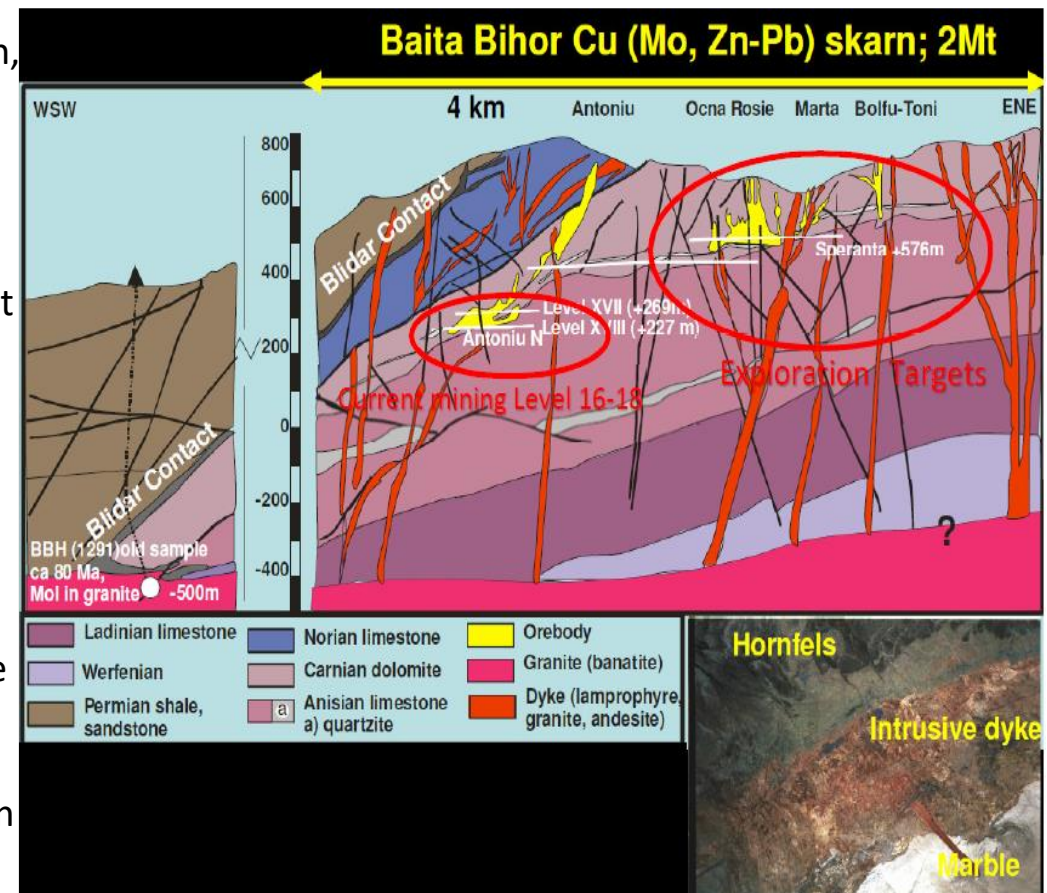 Baita Bihor Cu (Mo, Zn-Pb) skarn; 2Mt
WSW
4 km
Antoniu
Ocna Rosie
Marta
Bolfu-Toni
ENE
800
600
400
200
0
-200
-400
Blidar Contact
Speranta +576m
Level XVII (+269m)
Level XVIII (+227 m)
Antoniu N
Current mining Level 16-18
Exploration Targets
Blidar Contact
BBH (1291)old sample
ca 80 Ma,
Mol in granite
-500m
?
Ladinian limestone
Werfenian
Permian shale,
sandstone
Norian limestone
Carnian dolomite
a
Anisian limestone
a) quartzite
Orebody
Granite (banatite)
Dyke (lamprophyre,
granite, andesite)
Hornfels
Intrusive dyke
Marble